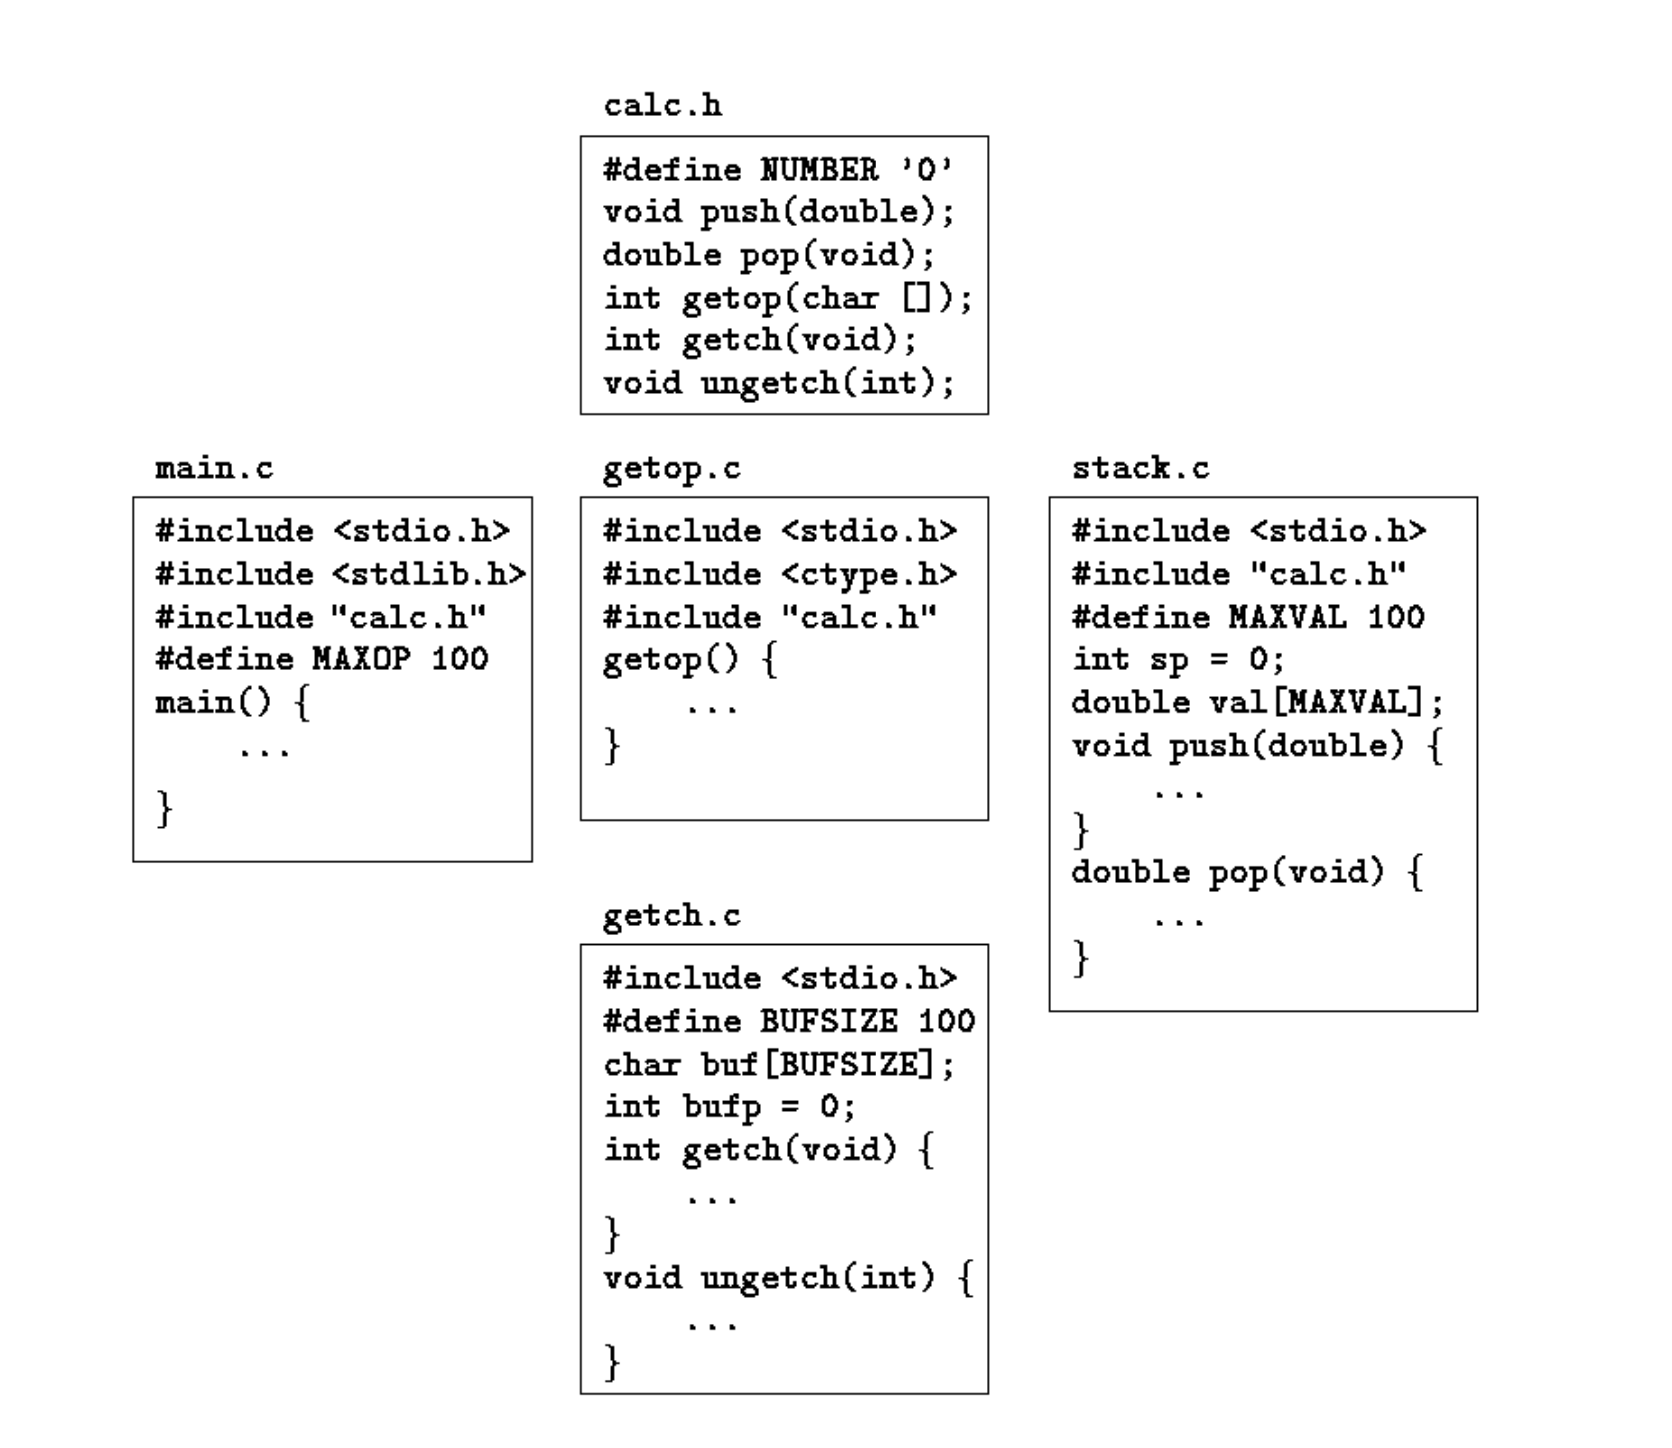 calc.h
#define NUMBER '0'
void push(double);
double pop(void);
int getop(char []);
int getch(void);
void ungetch(int);
main.c
#include <stdio.h>
#include <stdlib.h>
#include "calc.h"
#define MAXOP 100
main() {
...
}
getop.c
#include <stdio.h>
#include <ctype.h>
#include "calc.h"
getop() {
...
}
stack.c
#include <stdio.h>
#include "calc.h"
#define MAXVAL 100
int sp = 0;
double val[MAXVAL];
void push(double) {
...
}
double pop(void) {
...
}
getch.c
#include <stdio.h>
#define BUFSIZE 100
char buf[BUFSIZE];
int bufp = 0;
int getch(void) {
...
}
void ungetch(int) {
...
}